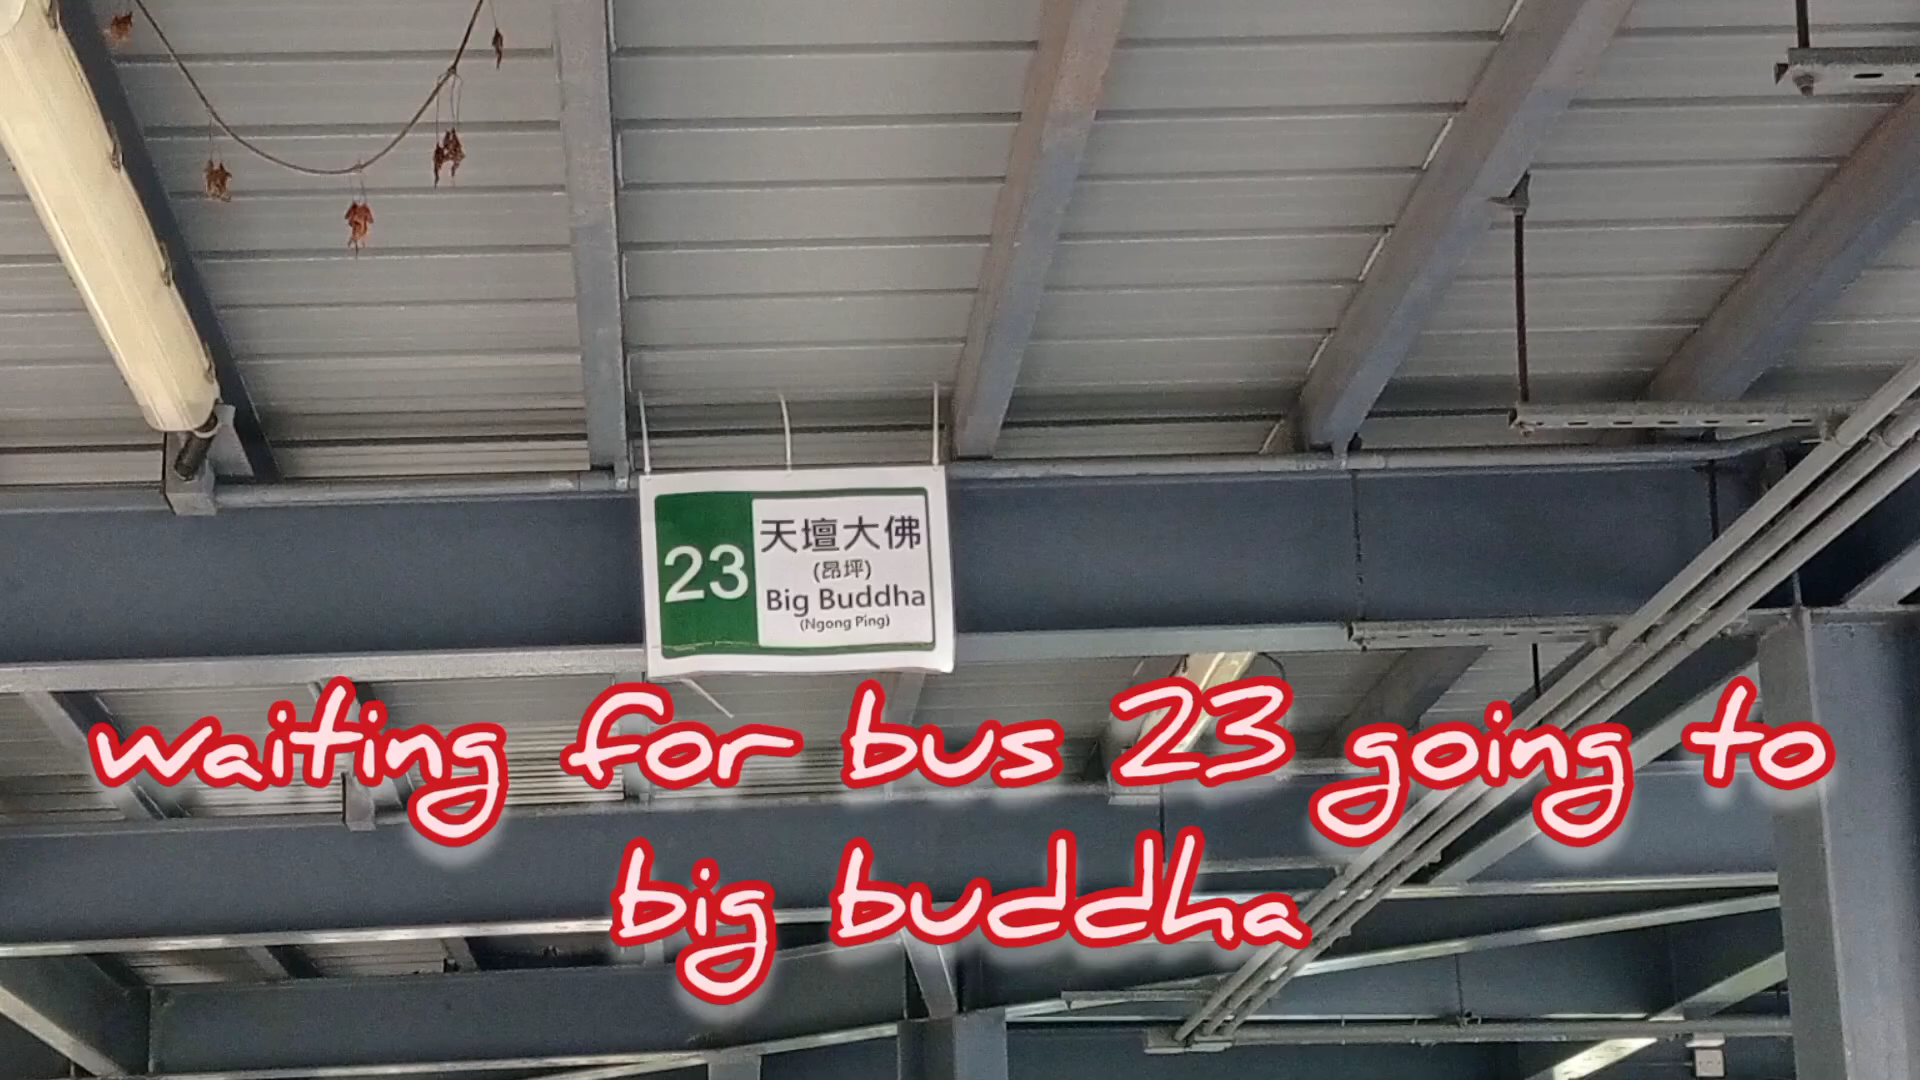 23
天壇大佛
(昂坪)
Big Buddha
(Ngong Ping)
waiting for bus 23 going to
big buddha